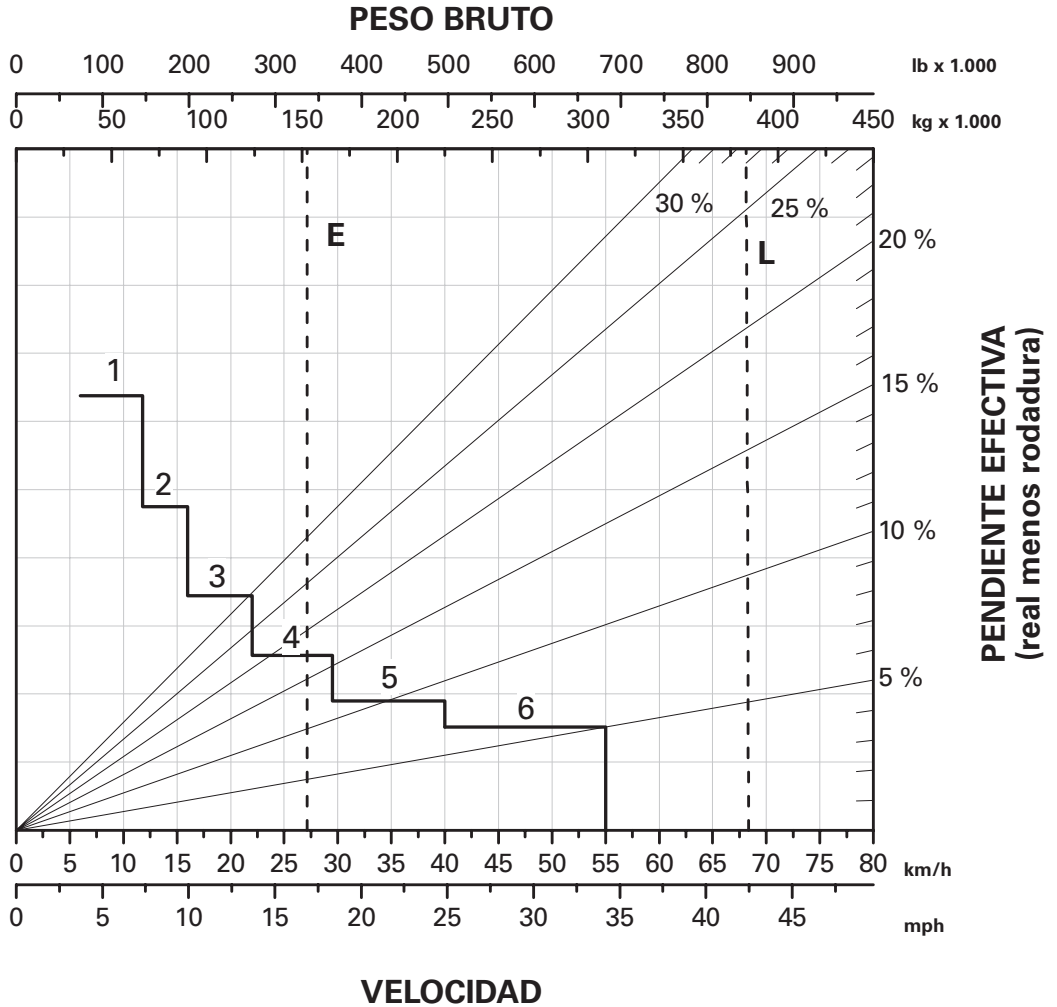 PESO BRUTO
0 100 200 300 400 500 600 700 800 900 lb x 1.000
0 50 100 150 200 250 300 350 400 450 kg x 1.000
30 % 25 %
E
L
20 %
1
15 %
2
10 %
3
4
5
5 %
6
PENDIENTE EFECTIVA
(real menos rodadura)
0 5 10 15 20 25 30 35 40 45 50 55 60 65 70 75 80 km/h
0 5 10 15 20 25 30 35 40 45 mph
VELOCIDAD